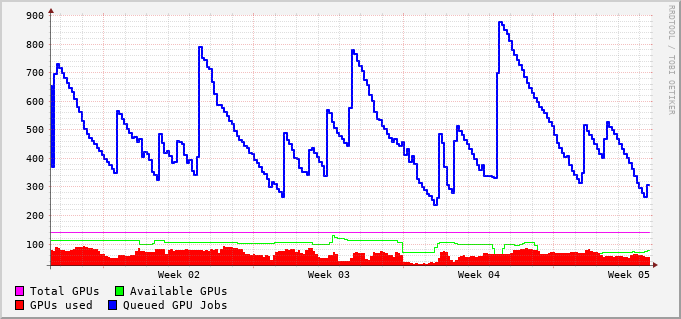 900
800
700
600
500
400
300
200
100
Week 02 Week 03 Week 04 Week 05
Total GPUs Available GPUs
GPUs used Queued GPU Jobs
RRDTOOL / TOBI OETIKER